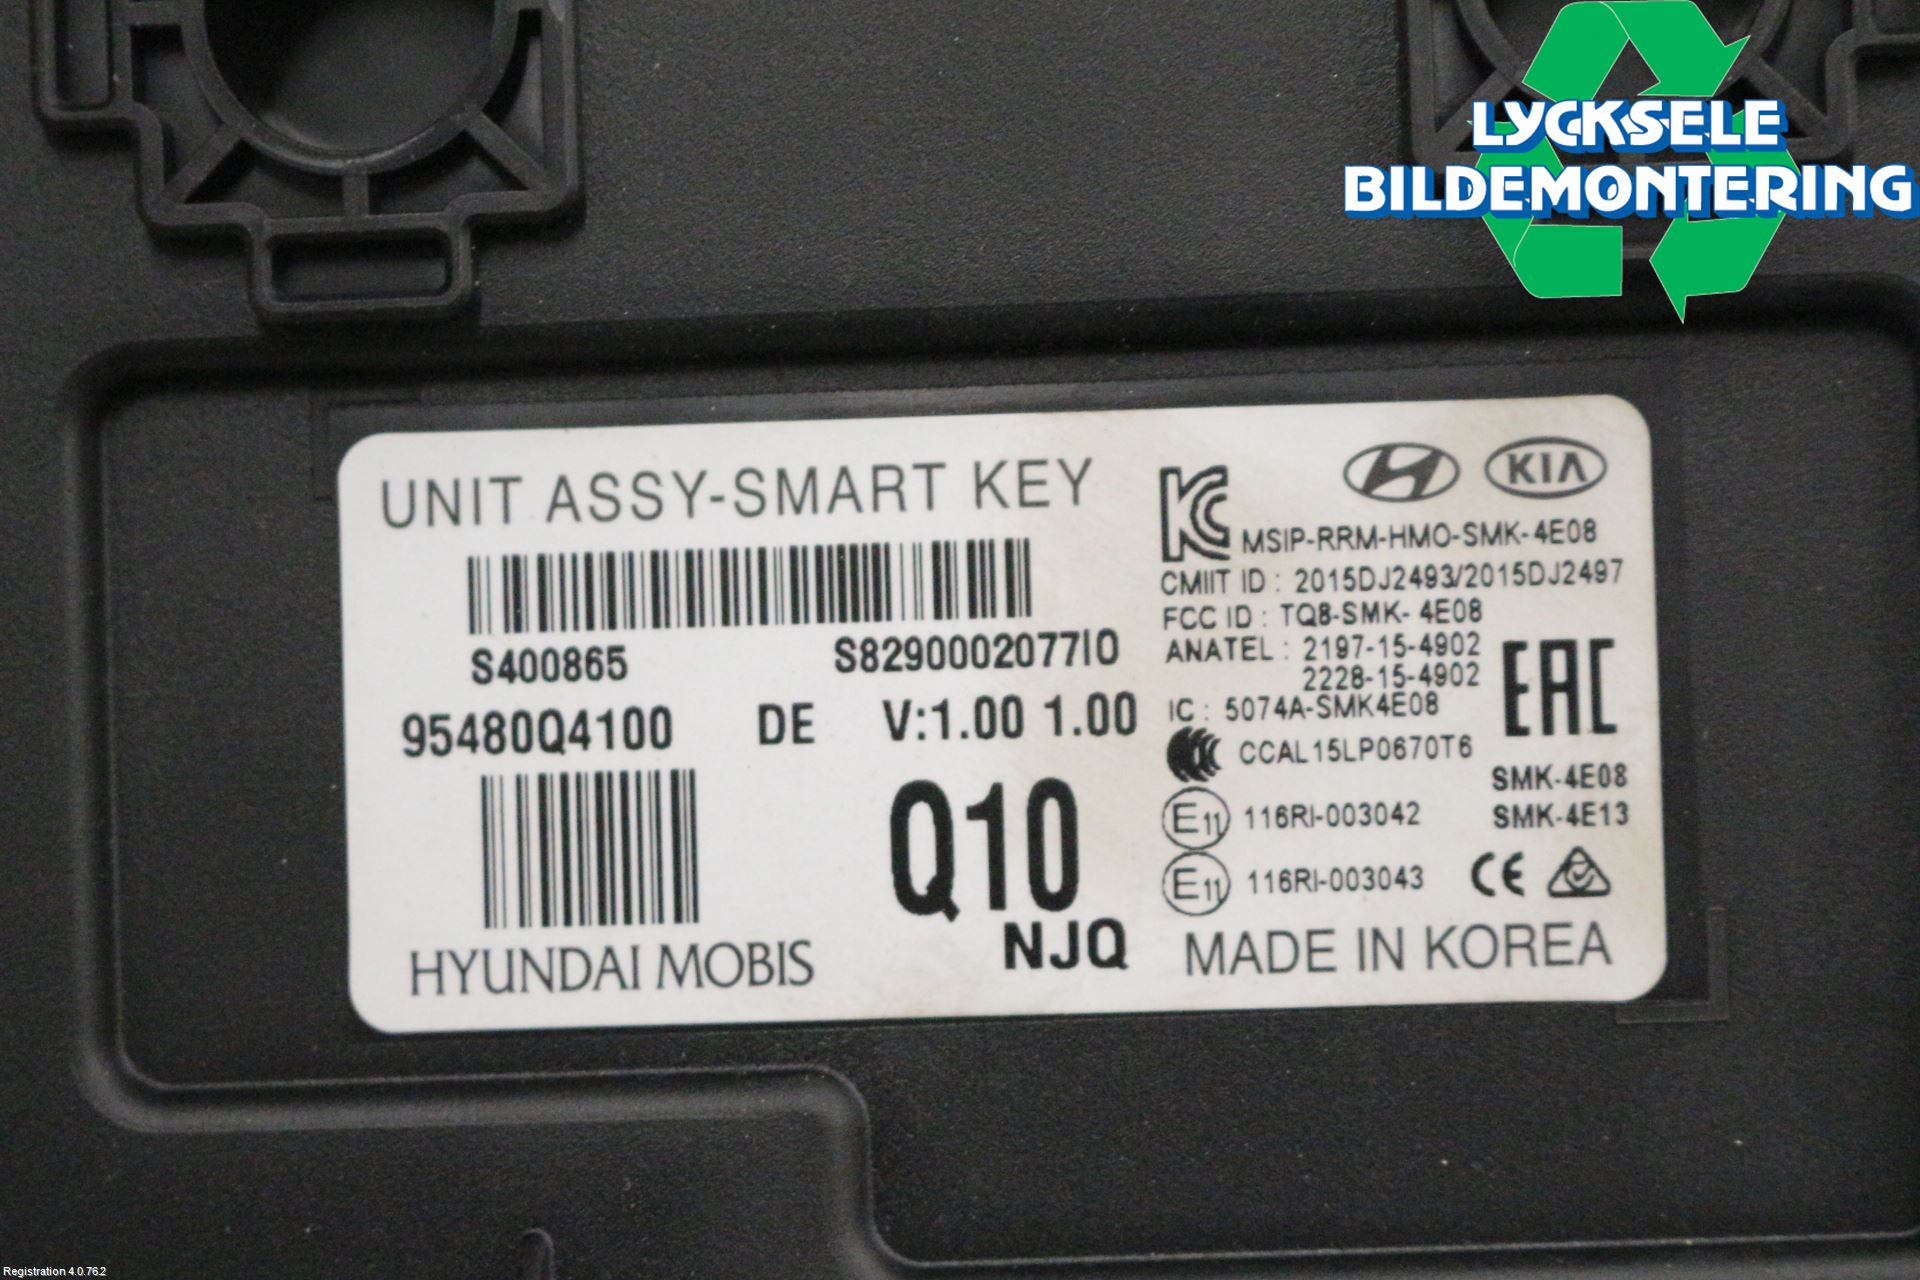 LYCKSELE
BILDEMONTERING
UNIT ASSY-SMART KEY
S400865 S82900020771O
95480Q4100 DE V:1.00 1.00
Q10
NJQ
HYUNDAI MOBIS
KC
KIA
MSIP-RRM-HMO-SMK-4E08
CMIIT ID : 2015DJ2493/2015DJ2497
FCC ID : TQ8-SMK- 4E08
ANATEL : 2197-15-4902
2228-15-4902
IC : 5074A-SMK4E08
EAC
CCAL15LP0670T6
SMK-4E08
SMK-4E13
E11 116RI-003042
E11 116RI-003043
CE
MADE IN KOREA
Registration 4.0.76.2